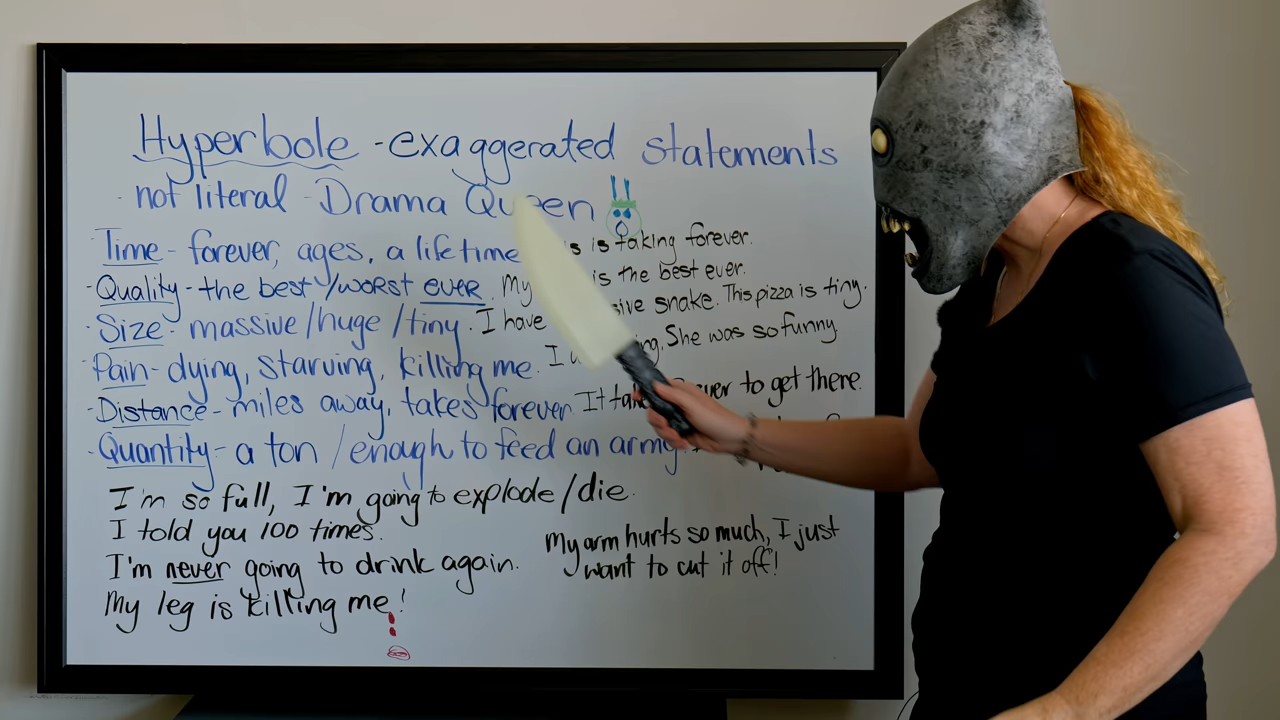 Hyperbole - exaggerated statements
- not literal - Drama Queen
- Time - forever, ages, a lifetime is taking forever.
- Quality - the best/worst ever. My is the best ever.
- Size - massive/huge/tiny. I have snake. This pizza is tiny.
- Pain - dying, starving, killing me. I She was so funny
- Distance - miles away, takes forever It to get there.
- Quantity - a ton / enough to feed an army.
I'm so full, I'm going to explode/die.
I told you 100 times.
I'm never going to drink again.
My leg is killing me!
My arm hurts so much, I just
want to cut it off!